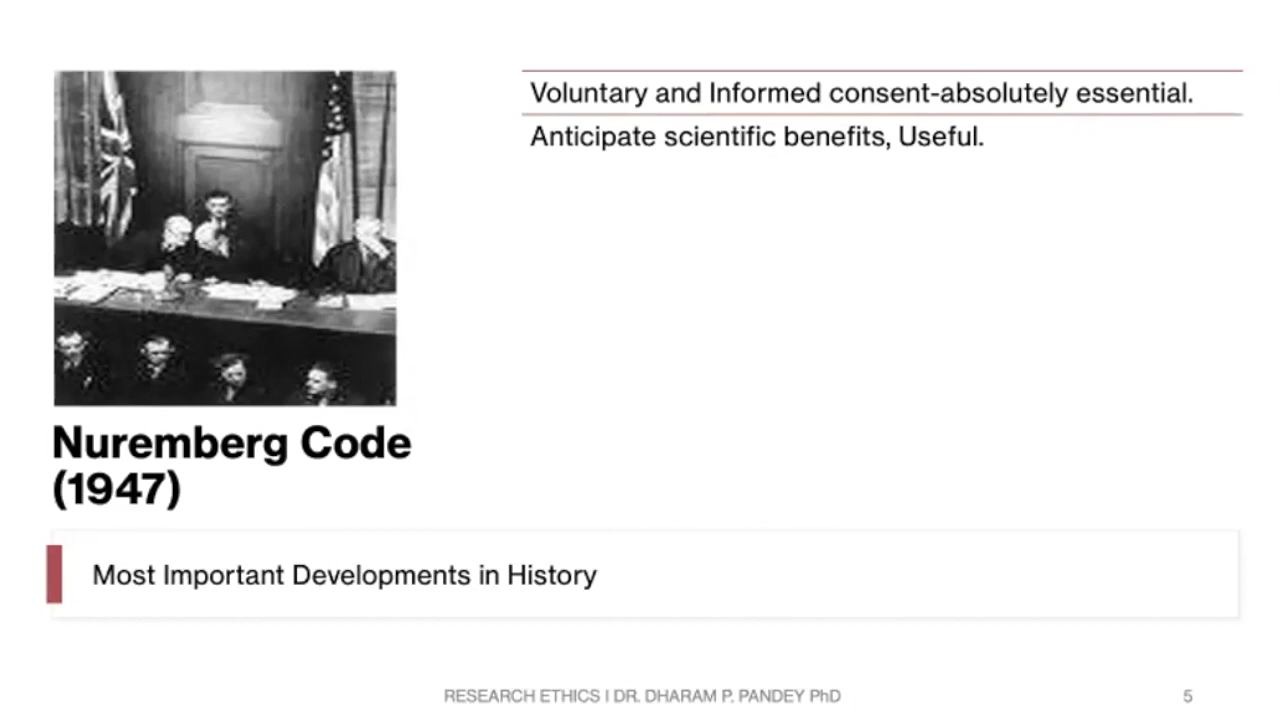 Voluntary and Informed consent-absolutely essential.
Anticipate scientific benefits, Useful.
Nuremberg Code
(1947)
Most Important Developments in History
RESEARCH ETHICS I DR. DHARAM P. PANDEY PhD
5